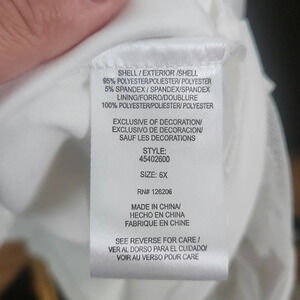 SHELL / EXTERIOR /SHELL
95% POLYESTER/POLIESTER/ POLYESTER
5% SPANDEX / SPANDEX/SPANDEX
LINING/FORRO/DOUBLURE
100% POLYESTER/POLIESTER/ POLYESTER
EXCLUSIVE OF DECORATION/
EXCLUSIVO DE DECORACION/
SAUF LES DECORATIONS
STYLE:
45402600
SIZE: 6X
RN# 126206
MADE IN CHINA/
HECHO EN CHINA/
FABRIQUE EN CHINE
SEE REVERSE FOR CARE /
VER AL DORSO PARA EL CUIDADO/
VOIR AU VERSO POUR CARE